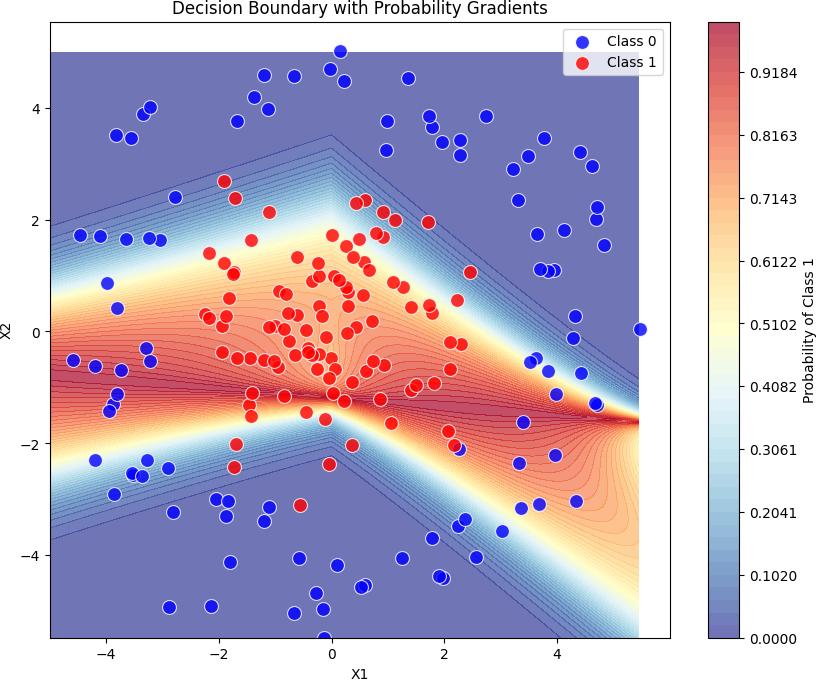 Decision Boundary with Probability Gradients
Class 0
Class 1
X2
4
2
0
−2
−4
−4 −2 0 2 4
X1
0.9184
0.8163
0.7143
0.6122
0.5102
0.4082
0.3061
0.2041
0.1020
0.0000
Probability of Class 1